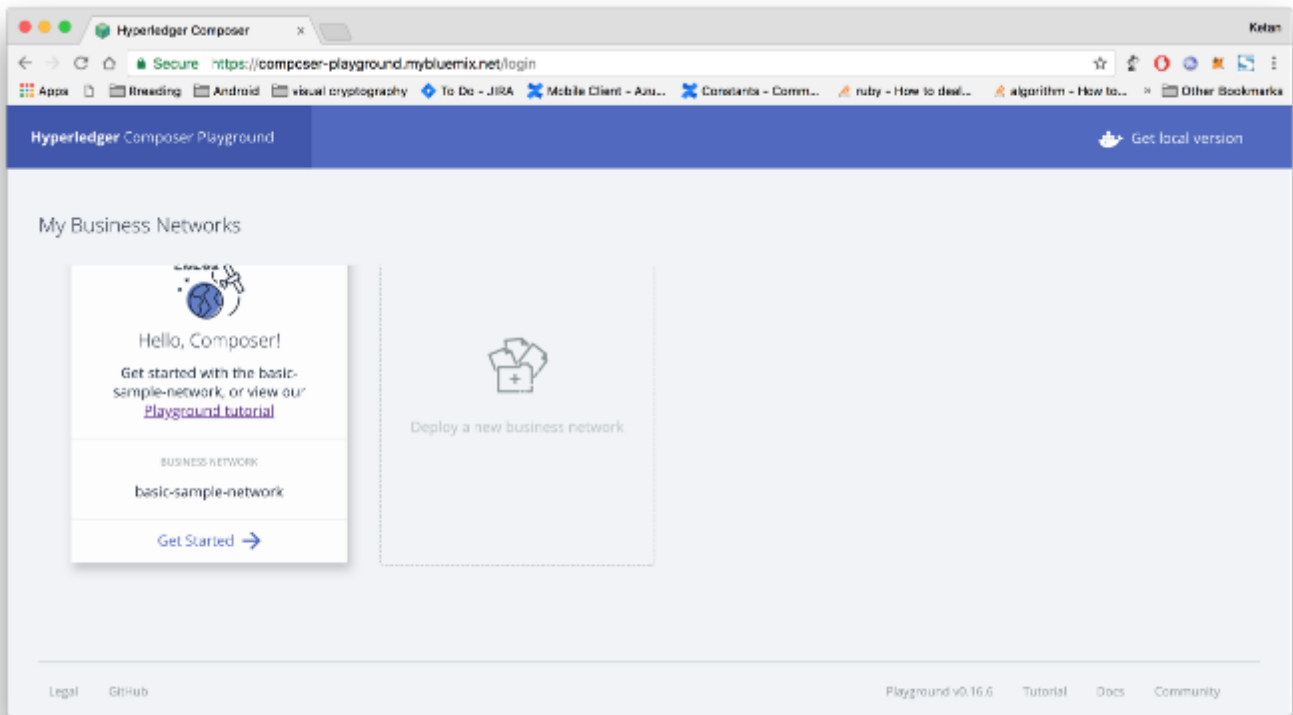 Hyperledger Composer
Ketan
Secure https://composer-playground.mybluemix.net/login
Apps Rreading Android visual cryptography To Do - JIRA Mobile Client - Azu... Constants - Comm... ruby - How to deal... algorithm - How to... » Other Bookmarks
Hyperledger Composer Playground
Get local version
My Business Networks
Hello, Composer!
Get started with the basic-
sample-network, or view our
Playground tutorial
BUSINESS NETWORK
basic-sample-network
Get Started
Deploy a new business network
Legal GitHub Playground v0.16.6 Tutorial Docs Community